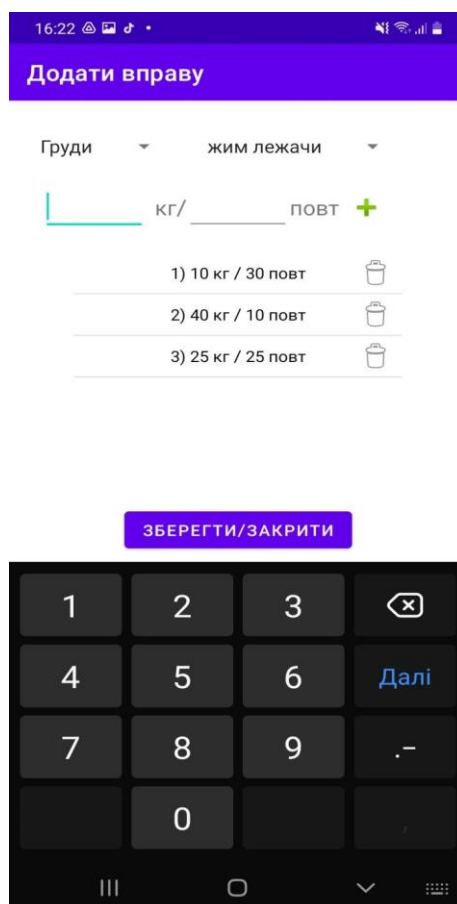 16:22
Додати вправу
Груди жим лежачи
кг/ повт
1) 10 кг / 30 повт
2) 40 кг / 10 повт
3) 25 кг / 25 повт
ЗБЕРЕГТИ/ЗАКРИТИ
1 2 3
4 5 6 Далі
7 8 9 .-
0 ,